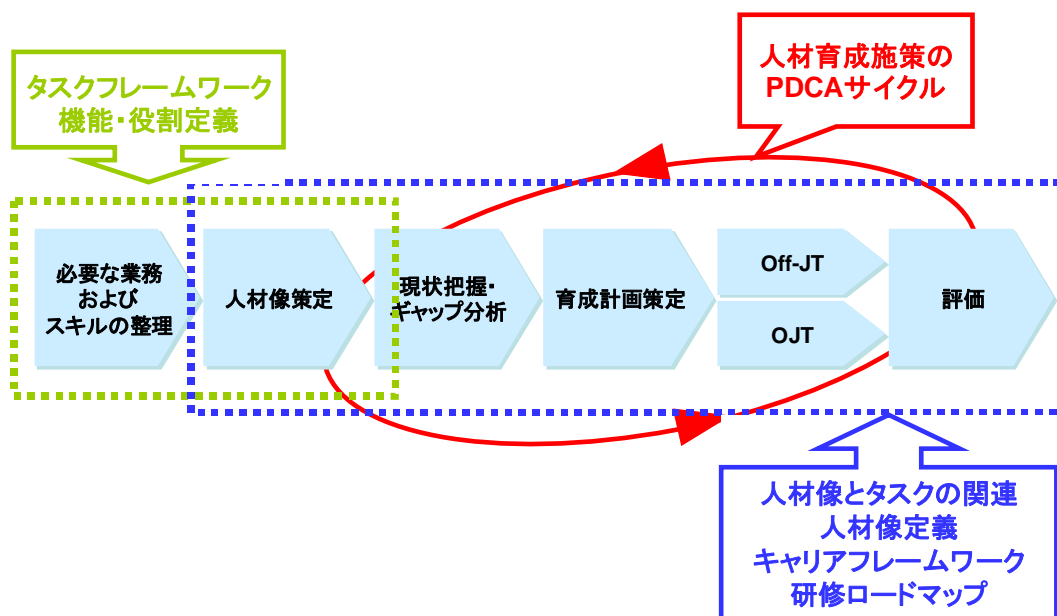 タスクフレームワーク
機能・役割定義
人材育成施策の
PDCAサイクル
必要な業務
および
スキルの整理
人材像策定
現状把握・
ギャップ分析
育成計画策定
Off-JT
OJT
評価
人材像とタスクの関連
人材像定義
キャリアフレームワーク
研修ロードマップ